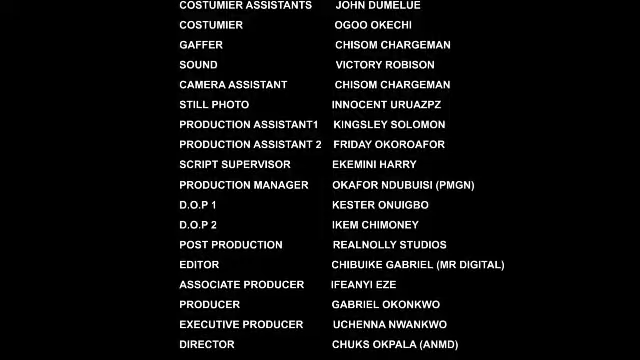 COSTUMIER ASSISTANTS JOHN DUMELUE
COSTUMIER OGOO OKECHI
GAFFER CHISOM CHARGEMAN
SOUND VICTORY ROBISON
CAMERA ASSISTANT CHISOM CHARGEMAN
STILL PHOTO INNOCENT URUAZPZ
PRODUCTION ASSISTANT1 KINGSLEY SOLOMON
PRODUCTION ASSISTANT 2 FRIDAY OKOROAFOR
SCRIPT SUPERVISOR EKEMINI HARRY
PRODUCTION MANAGER OKAFOR NDUBUISI (PMGN)
D.O.P 1 KESTER ONUIGBO
D.O.P 2 IKEM CHIMONEY
POST PRODUCTION REALNOLLY STUDIOS
EDITOR CHIBUIKE GABRIEL (MR DIGITAL)
ASSOCIATE PRODUCER IFEANYI EZE
PRODUCER GABRIEL OKONKWO
EXECUTIVE PRODUCER UCHENNA NWANKWO
DIRECTOR CHUKS OKPALA (ANMD)